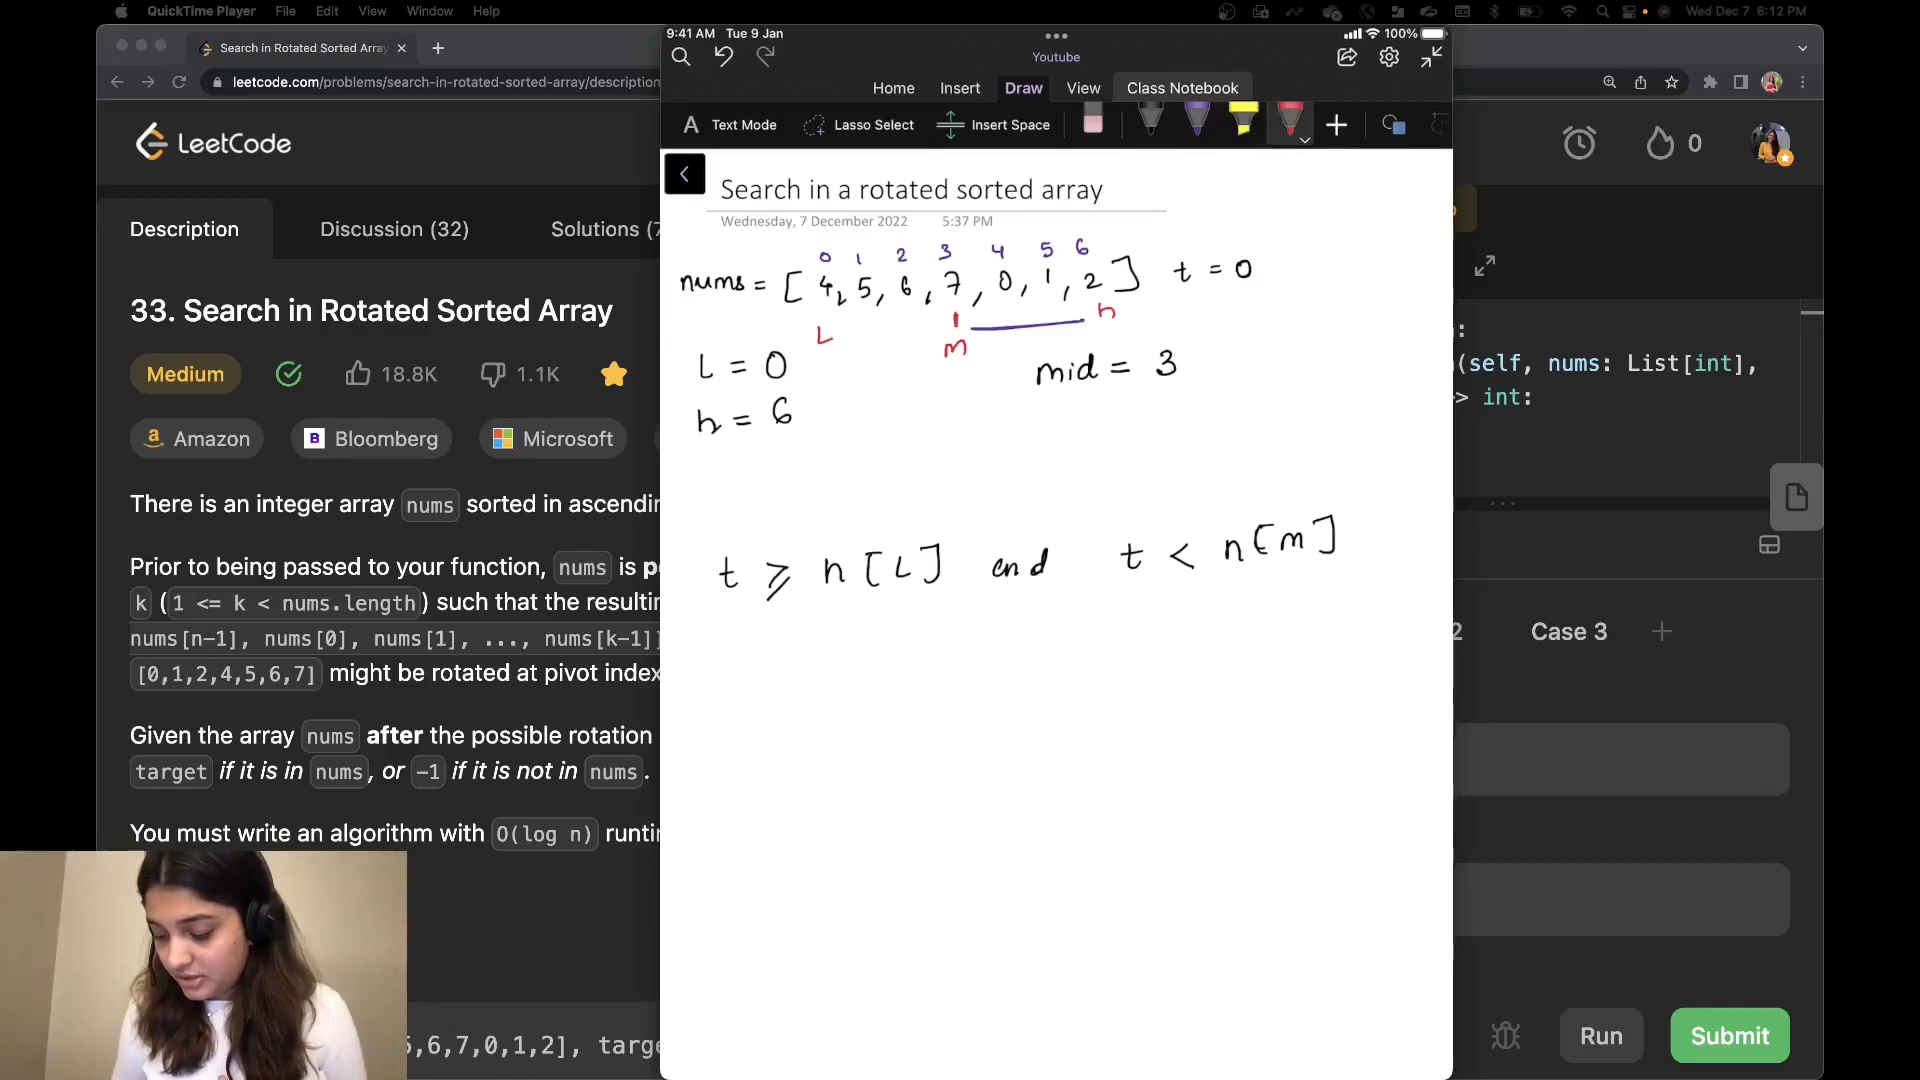 QuickTime Player File Edit View Window Help Wed Dec 7 6:12 PM
Search in Rotated Sorted Array
leetcode.com/problems/search-in-rotated-sorted-array/description
LeetCode
0
Description Discussion (32) Solutions (7
33. Search in Rotated Sorted Array
Medium 18.8K 1.1K
Amazon Bloomberg Microsoft
There is an integer array nums sorted in ascendin
Prior to being passed to your function, nums is p
k (1 <= k < nums.length) such that the resultin
nums[n-1], nums[0], nums[1], ..., nums[k-1]]
[0,1,2,4,5,6,7] might be rotated at pivot index
Given the array nums after the possible rotation
target if it is in nums, or -1 if it is not in nums.
You must write an algorithm with O(log n) runtin
5,6,7,0,1,2], targe
9:41 AM Tue 9 Jan 100%
Youtube
Home Insert Draw View Class Notebook
Text Mode Lasso Select Insert Space
Search in a rotated sorted array
Wednesday, 7 December 2022 5:37 PM
0 1 2 3 4 5 6
nums = [4, 5, 6, 7, 0, 1, 2] t = 0
L m h
L = 0 mid = 3
h = 6
t ⩾ n[L] and t < n[m]
:
(self, nums: List[int],
> int:
2 Case 3
Run Submit